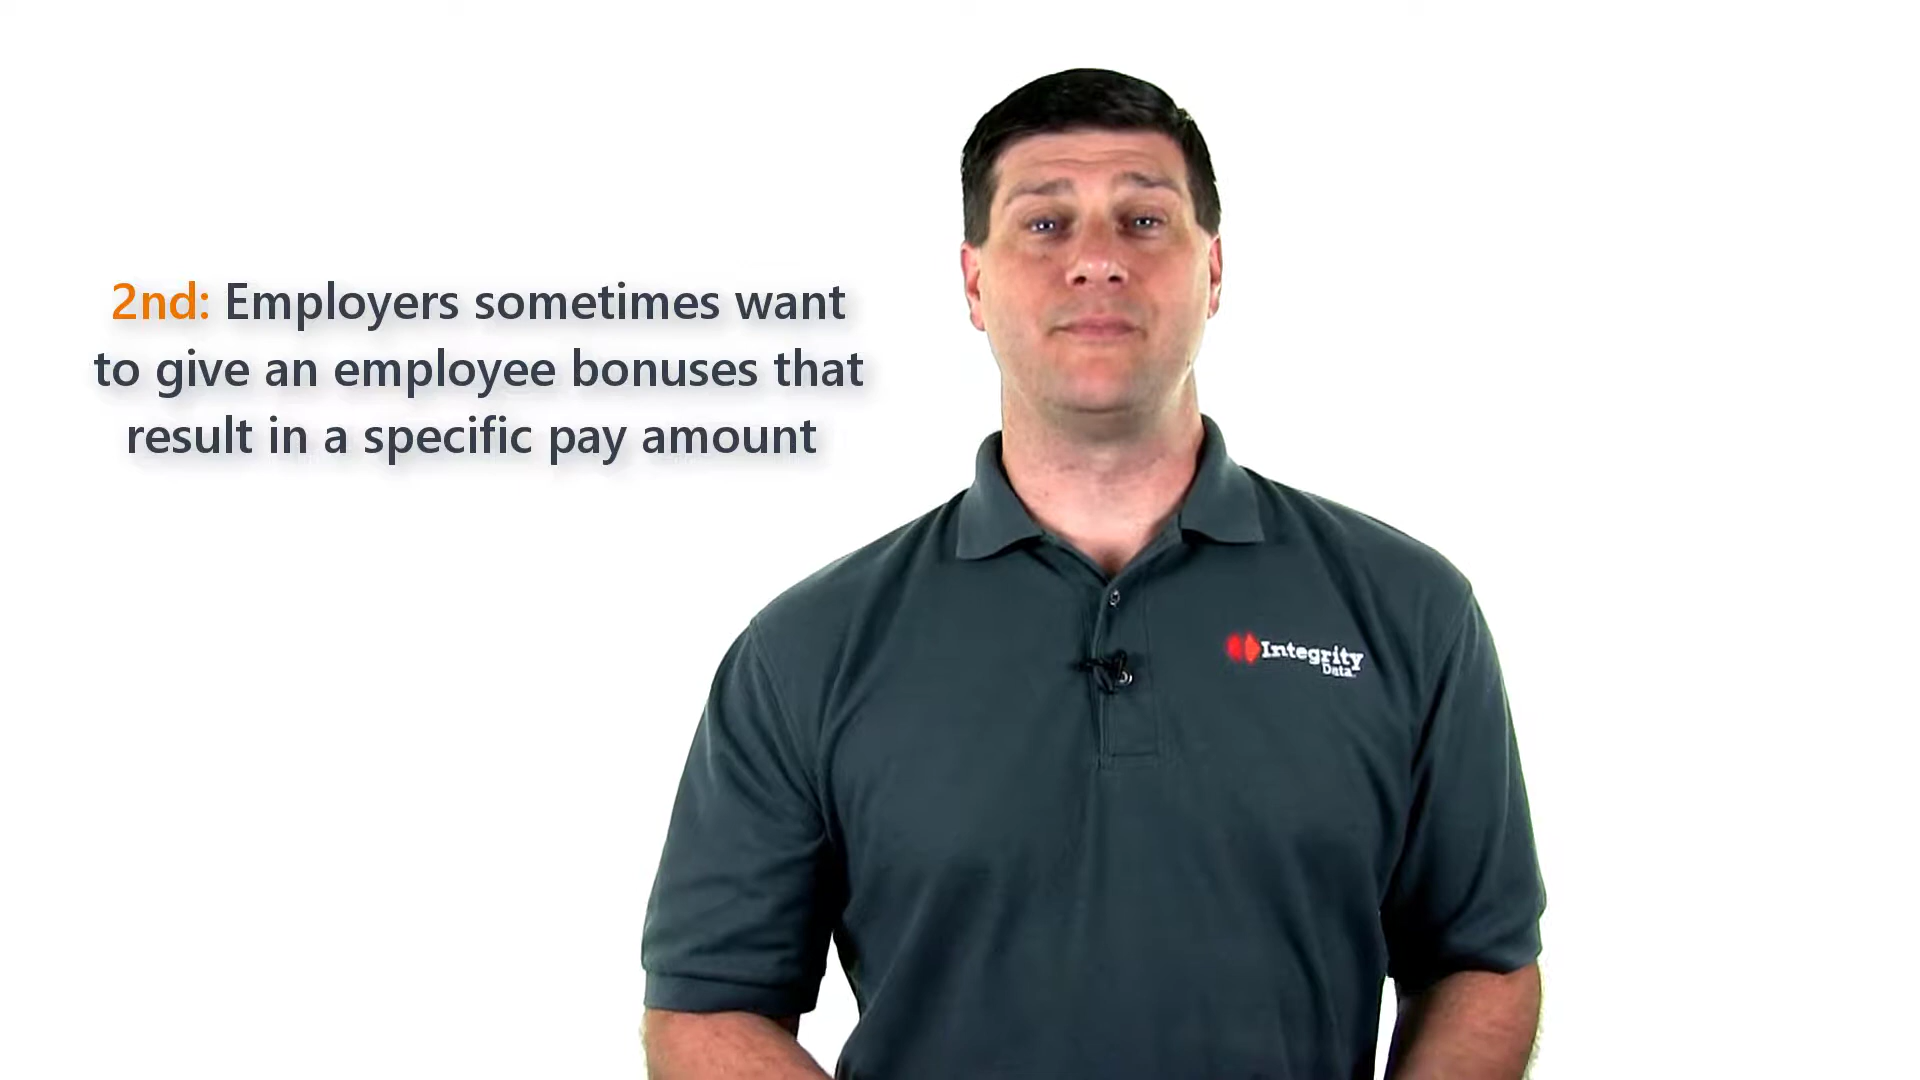 2nd: Employers sometimes want
to give an employee bonuses that
result in a specific pay amount
Integrity
Data